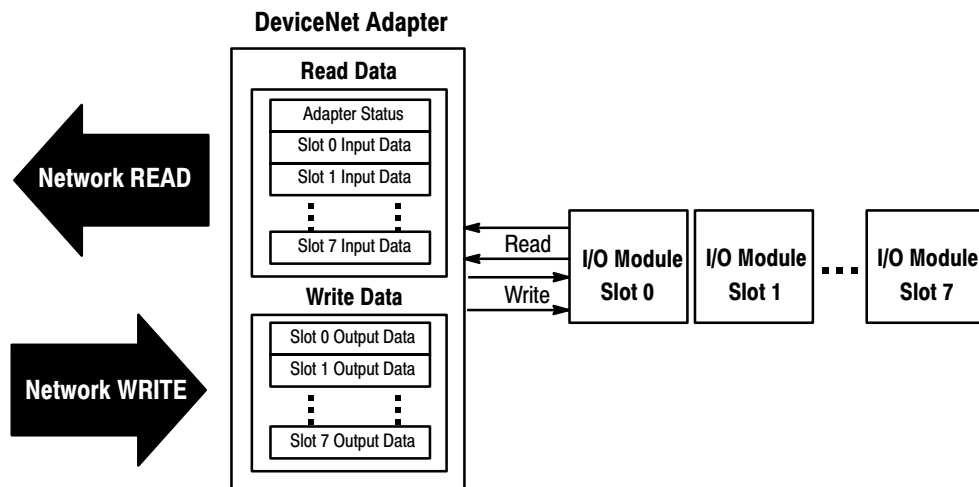 DeviceNet Adapter
Read Data
Adapter Status
Slot 0 Input Data
Slot 1 Input Data
Slot 7 Input Data
Network READ
Write Data
Slot 0 Output Data
Slot 1 Output Data
Slot 7 Output Data
Network WRITE
Read
Write
I/O Module
Slot 0
I/O Module
Slot 1
I/O Module
Slot 7